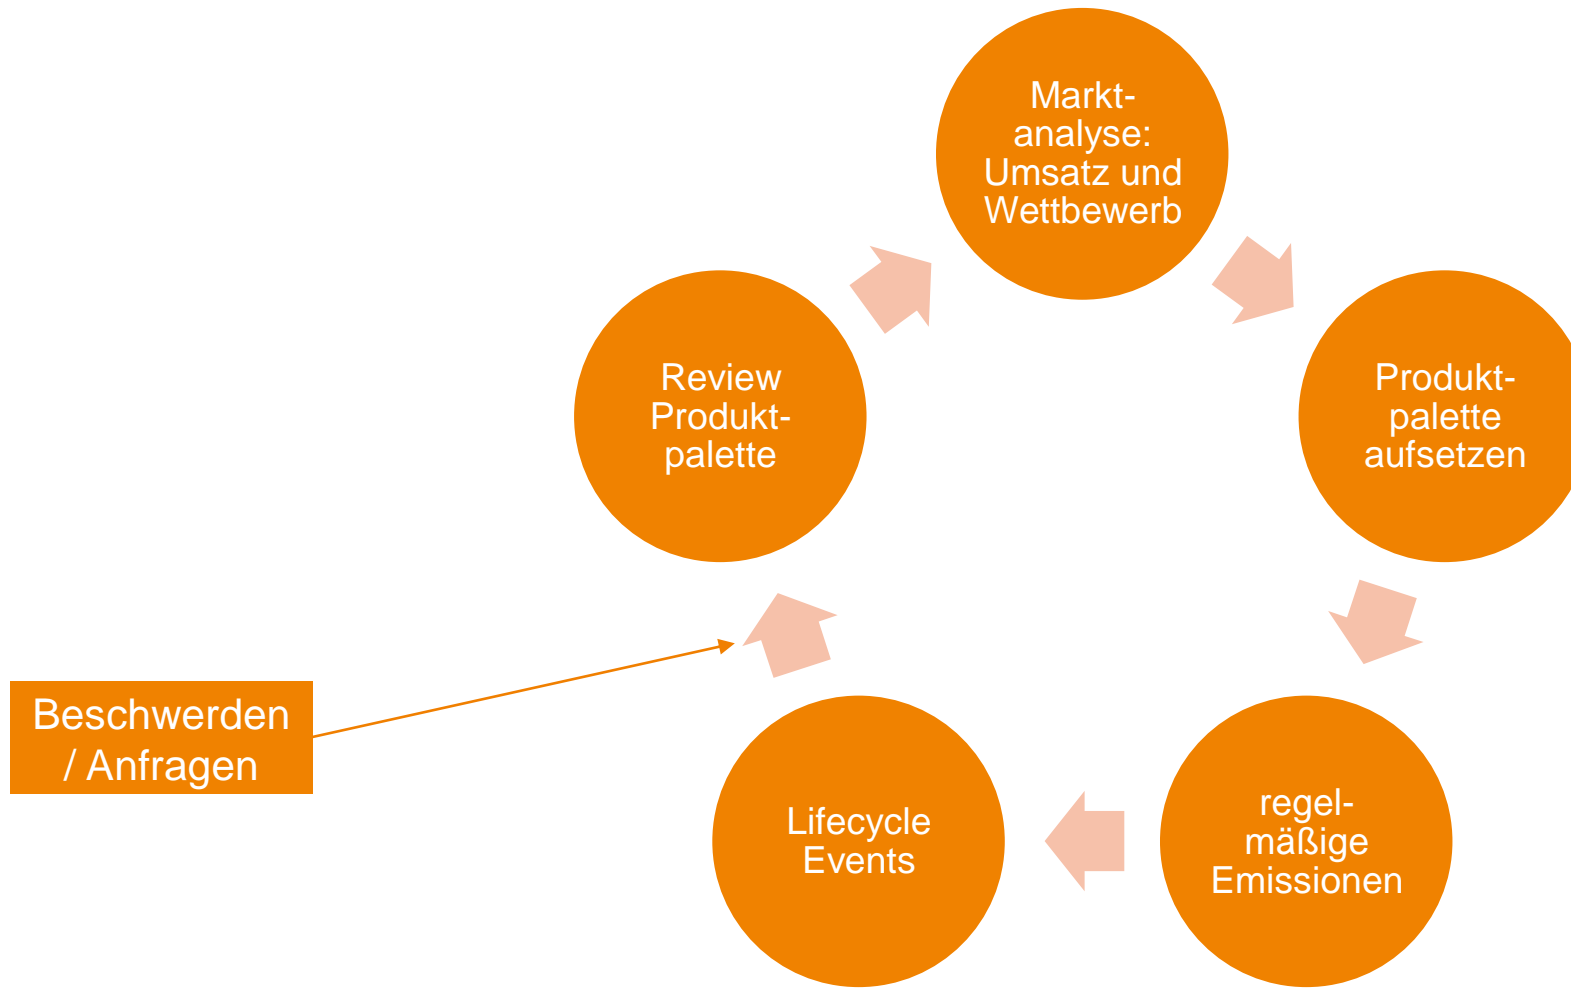 Markt-
analyse:
Umsatz und
Wettbewerb
Produkt-
palette
aufsetzen
regel-
mäßige
Emissionen
Lifecycle
Events
Review
Produkt-
palette
Beschwerden
/ Anfragen